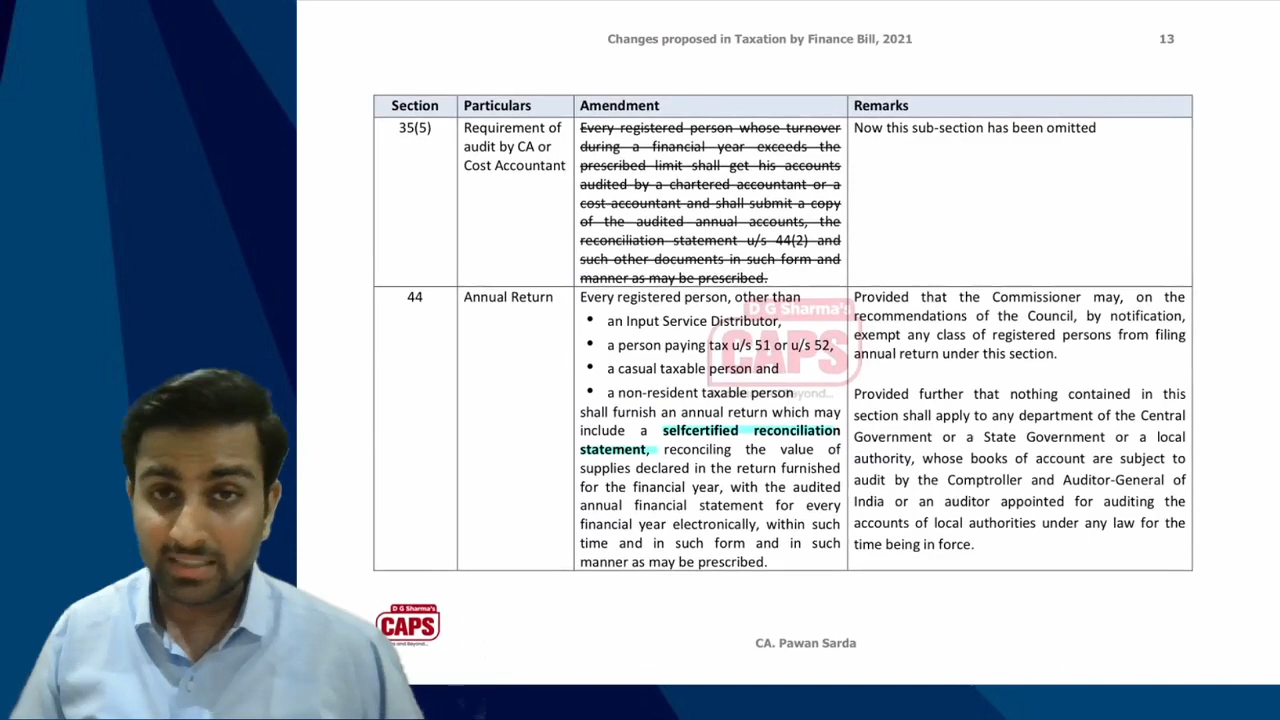 Changes proposed in Taxation by Finance Bill, 2021
13
Section
Particulars
Amendment
Remarks
35(5)
Requirement of
audit by CA or
Cost Accountant
Every registered person whose turnover
during a financial year exceeds the
prescribed limit shall get his accounts
audited by a chartered accountant or a
cost accountant and shall submit a copy
of the audited annual accounts, the
reconciliation statement u/s 44(2) and
such other documents in such form and
manner as may be prescribed.
Now this sub-section has been omitted
44
Annual Return
Every registered person, other than
• an Input Service Distributor,
• a person paying tax u/s 51 or u/s 52,
• a casual taxable person and
• a non-resident taxable person
shall furnish an annual return which may
include a selfcertified reconciliation
statement, reconciling the value of
supplies declared in the return furnished
for the financial year, with the audited
annual financial statement for every
financial year electronically, within such
time and in such form and in such
manner as may be prescribed.
Provided that the Commissioner may, on the
recommendations of the Council, by notification,
exempt any class of registered persons from filing
annual return under this section.
Provided further that nothing contained in this
section shall apply to any department of the Central
Government or a State Government or a local
authority, whose books of account are subject to
audit by the Comptroller and Auditor-General of
India or an auditor appointed for auditing the
accounts of local authorities under any law for the
time being in force.
D G Sharma's
CAPS
D G Sharma's
CAPS
and Beyond...
CA. Pawan Sarda